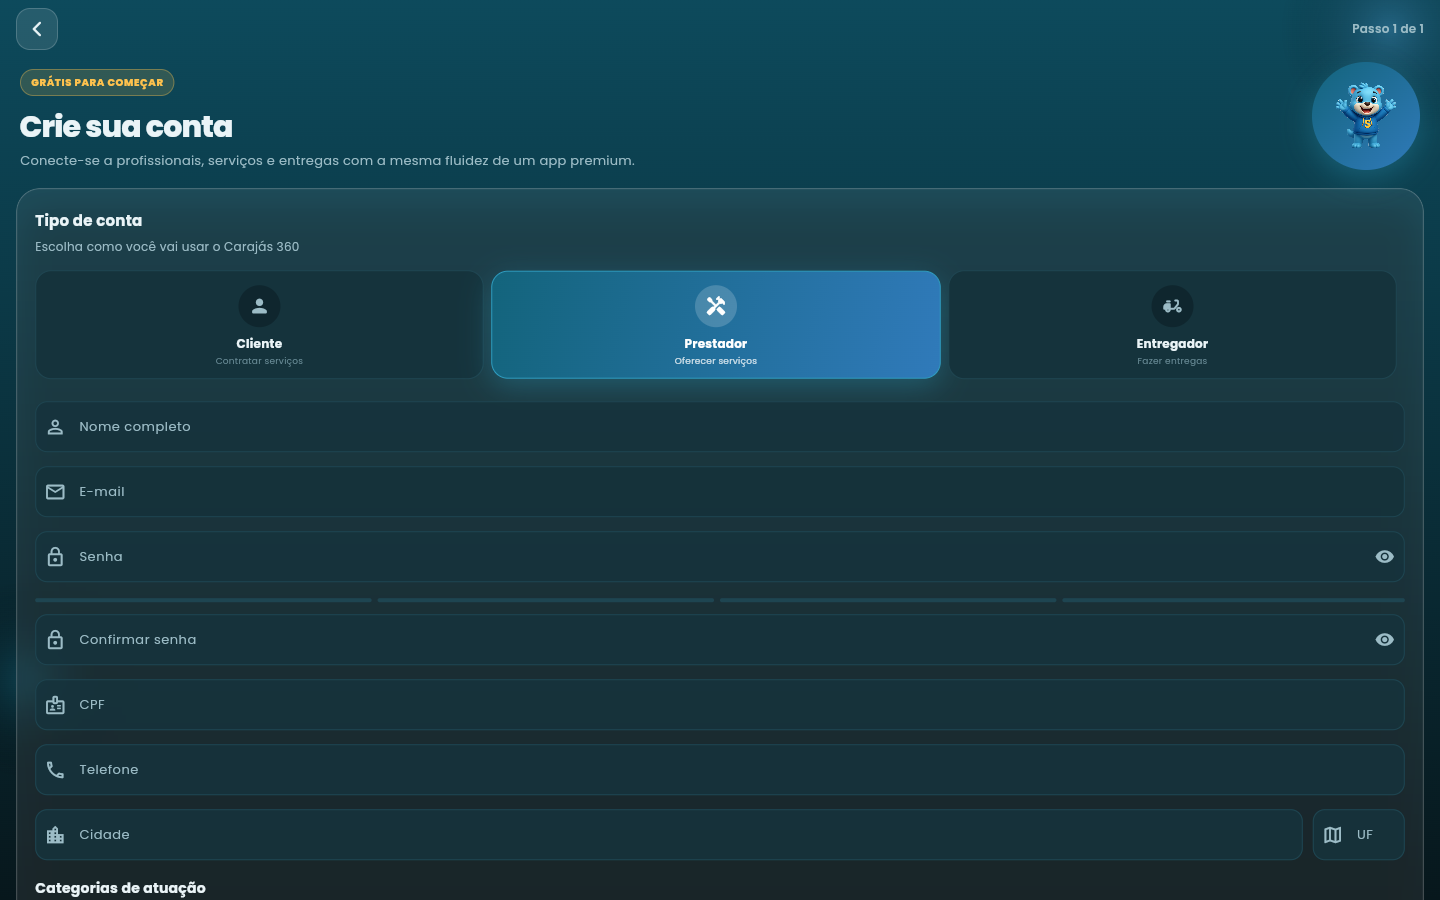 Passo 1 de 1
GRÁTIS PARA COMEÇAR
Crie sua conta
Conecte-se a profissionais, serviços e entregas com a mesma fluidez de um app premium.
Tipo de conta
Escolha como você vai usar o Carajás 360
Cliente
Contratar serviços
Prestador
Oferecer serviços
Entregador
Fazer entregas
Nome completo
E-mail
Senha
Confirmar senha
CPF
Telefone
Cidade
UF
Categorias de atuação